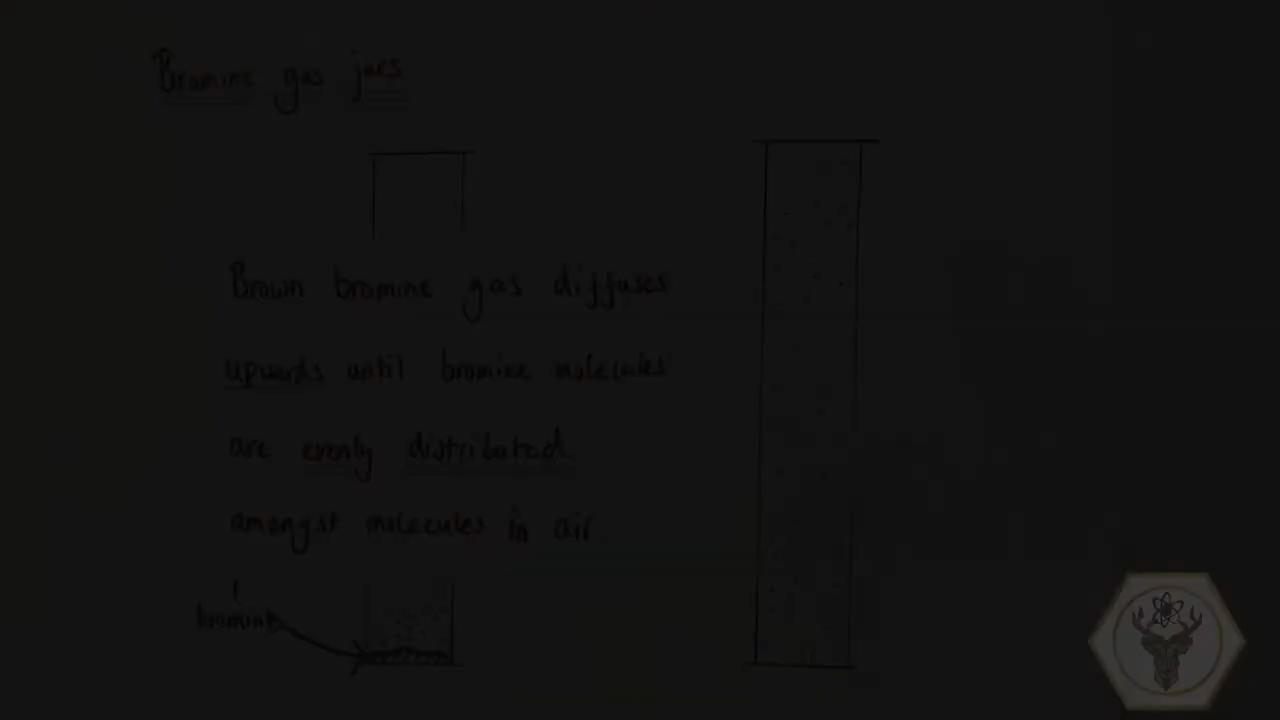 Bromine gas jars
Brown bromine gas diffuses
upwards until bromine molecules
are evenly distributed
amongst molecules in air
bromine